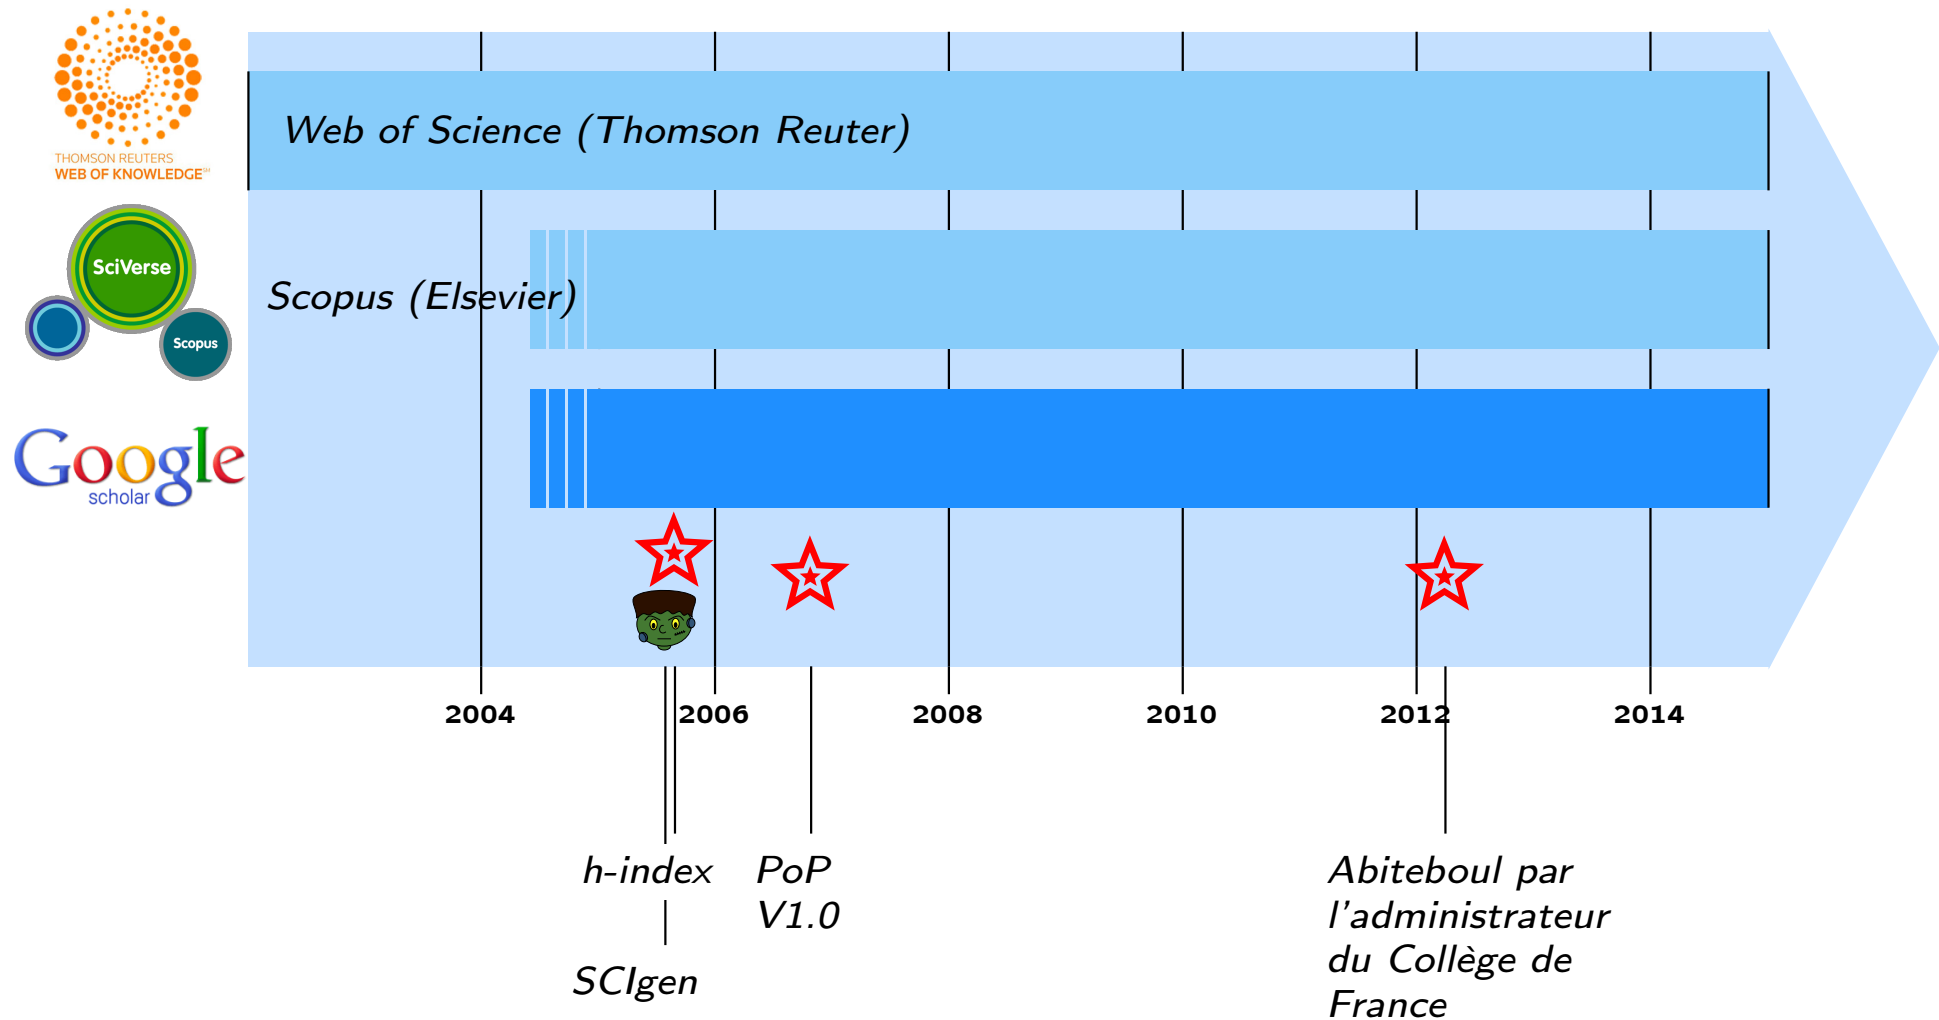 THOMSON REUTERS
WEB OF KNOWLEDGE℠
Web of Science (Thomson Reuter)
SciVerse
Scopus
Scopus (Elsevier)
Google
scholar
2004 2006 2008 2010 2012 2014
h-index
SCIgen
PoP
V1.0
Abiteboul par
l'administrateur
du Collège de
France